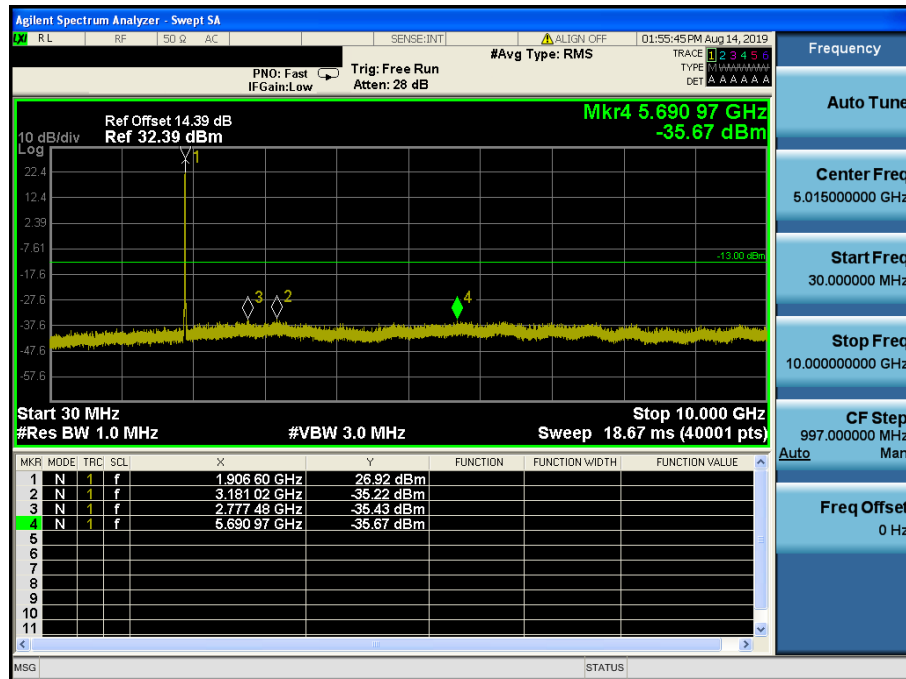 Agilent Spectrum Analyzer - Swept SA
LXI RL RF 50 Ω AC SENSE:INT ALIGN OFF 01:55:45 PM Aug 14, 2019
#Avg Type: RMS TRACE 1 2 3 4 5 6
PNO: Fast Trig: Free Run TYPE M WWWWW
IFGain:Low Atten: 28 dB DET A A A A A A
Mkr4 5.690 97 GHz
Ref Offset 14.39 dB
10 dB/div Ref 32.39 dBm -35.67 dBm
Log
1
22.4
12.4
2.39
-7.61
-13.00 dBm
-17.6
-27.6
3 2 4
-37.6
-47.6
-57.6
Start 30 MHz Stop 10.000 GHz
#Res BW 1.0 MHz #VBW 3.0 MHz Sweep 18.67 ms (40001 pts)
MKR MODE TRC SCL X Y FUNCTION FUNCTION WIDTH FUNCTION VALUE
1 N 1 f 1.906 60 GHz 26.92 dBm
2 N 1 f 3.181 02 GHz -35.22 dBm
3 N 1 f 2.777 48 GHz -35.43 dBm
4 N 1 f 5.690 97 GHz -35.67 dBm
5
6
7
8
9
10
11
MSG STATUS
Frequency
Auto Tune
Center Freq
5.015000000 GHz
Start Freq
30.000000 MHz
Stop Freq
10.000000000 GHz
CF Step
997.000000 MHz
Auto Man
Freq Offset
0 Hz